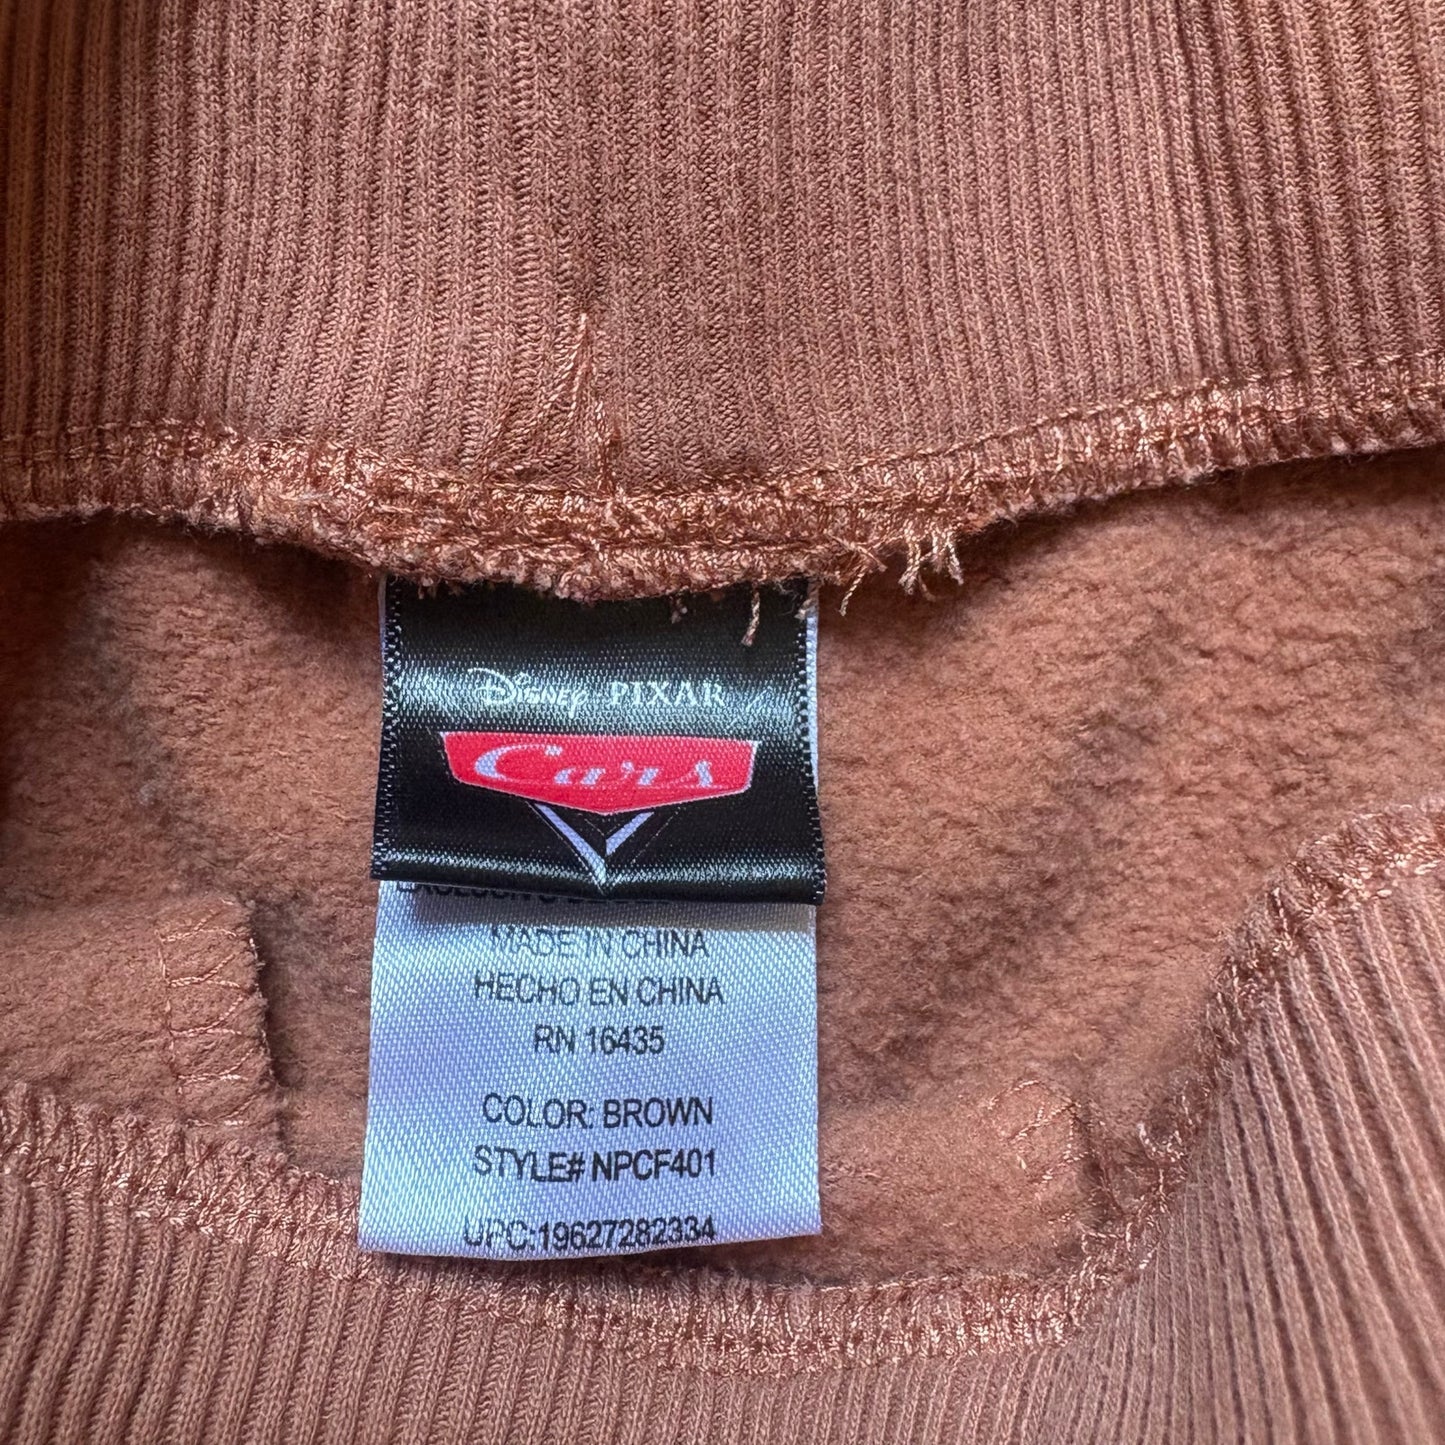 Disney PIXAR
Cars
MADE IN CHINA
HECHO EN CHINA
RN 16435
COLOR: BROWN
STYLE# NPCF401
UPC:19627282334